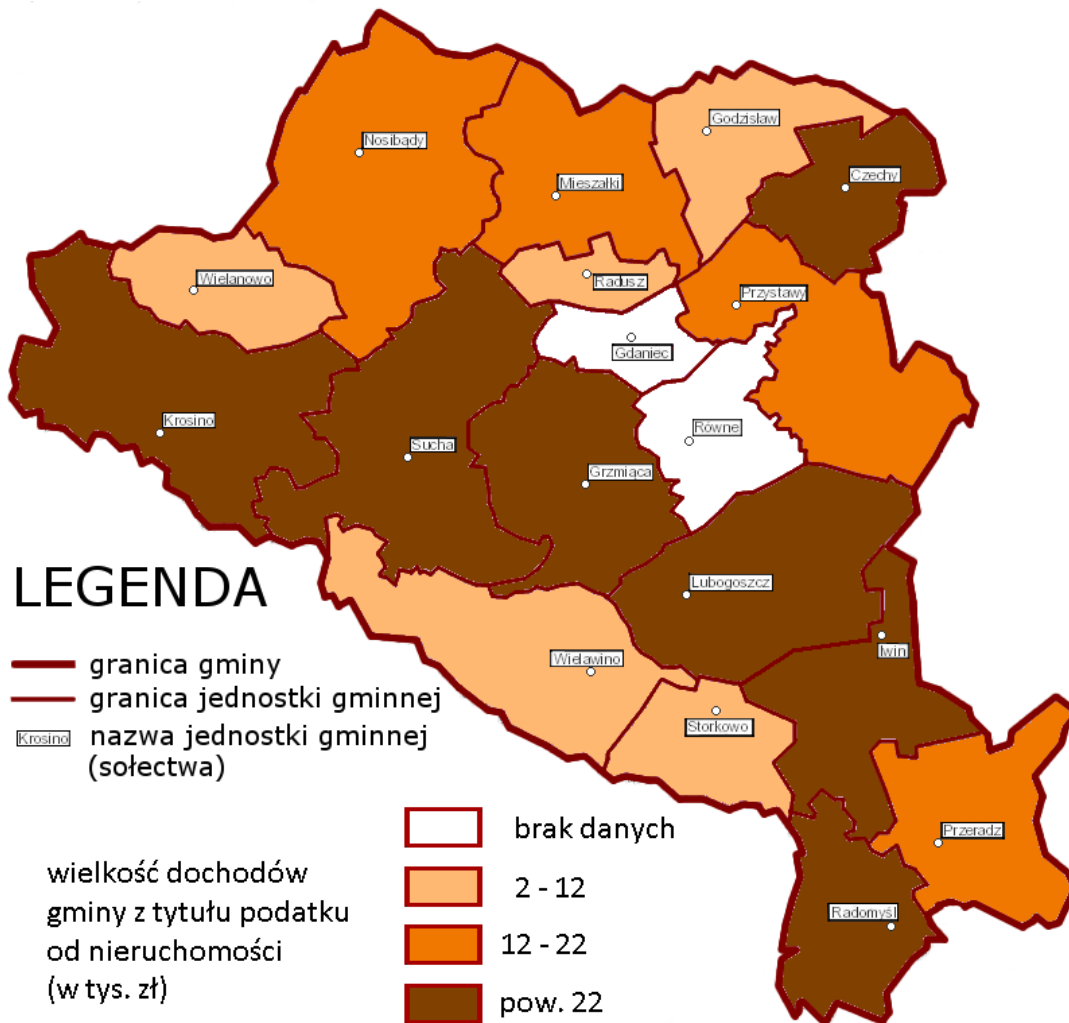 Nosibądy
Godzisław
Mieszałki
Czechy
Wielanowo
Radusz
Przystawy
Gdaniec
Krosino
Sucha
Równe
Grzmiąca
Lubogoszcz
Iwin
Wielawino
Storkowo
Przeradz
Radomyśl
LEGENDA
granica gminy
granica jednostki gminnej
Krosino
nazwa jednostki gminnej
(sołectwa)
wielkość dochodów
gminy z tytułu podatku
od nieruchomości
(w tys. zł)
brak danych
2 - 12
12 - 22
pow. 22